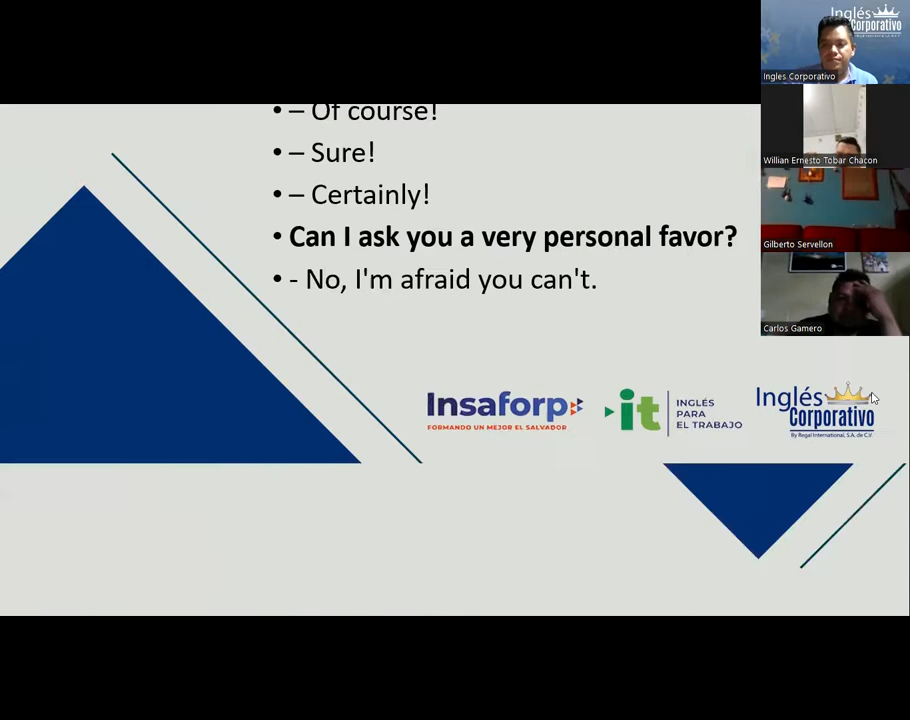 • – Of course!
• – Sure!
• – Certainly!
• Can I ask you a very personal favor?
• - No, I'm afraid you can't.
Insaforp
FORMANDO UN MEJOR EL SALVADOR
it
INGLÉS
PARA
EL TRABAJO
Inglés
Corporativo
By Regal International, S.A. de C.V.
Inglés
Corporativo
Ingles Corporativo
Willian Ernesto Tobar Chacon
Gilberto Servellon
Carlos Gamero